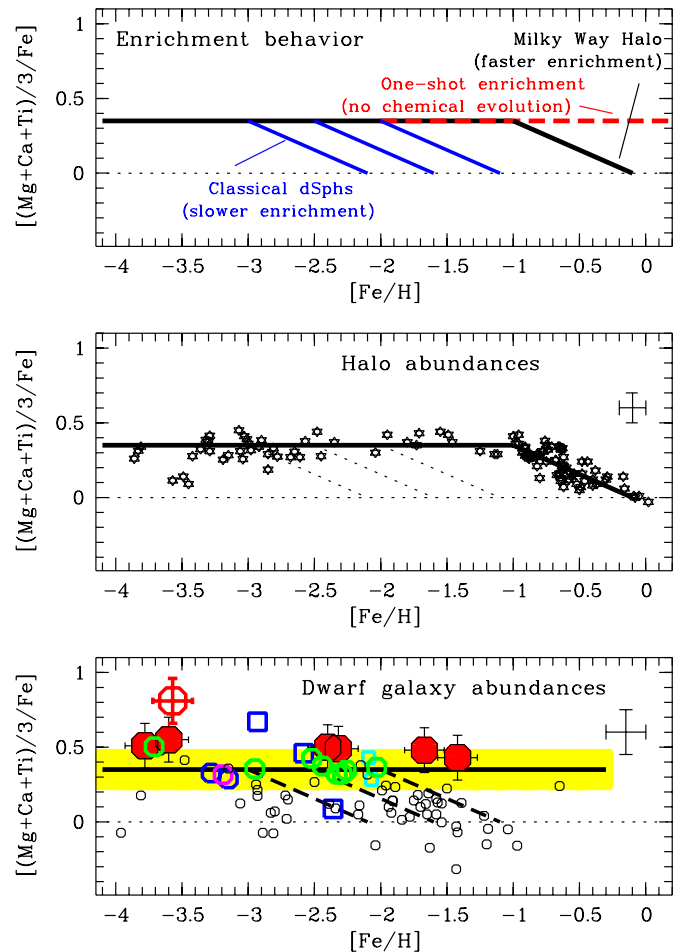 [(Mg+Ca+Ti)/3/Fe]
1
0.5
0
Enrichment behavior
Milky Way Halo
(faster enrichment)
One-shot enrichment
(no chemical evolution)
Classical dSphs
(slower enrichment)
-4 -3.5 -3 -2.5 -2 -1.5 -1 -0.5 0
[Fe/H]
[(Mg+Ca+Ti)/3/Fe]
1
0.5
0
Halo abundances
-4 -3.5 -3 -2.5 -2 -1.5 -1 -0.5 0
[Fe/H]
[(Mg+Ca+Ti)/3/Fe]
1
0.5
0
Dwarf galaxy abundances
-4 -3.5 -3 -2.5 -2 -1.5 -1 -0.5 0
[Fe/H]